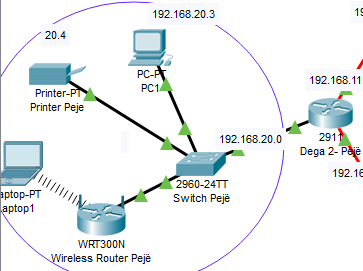 192.168.20.3
20.4
PC-PT
PC1
Printer-PT
Printer Peje
192.168.11
192.168.20.0
2911
Dega 2- Pejë
2960-24TT
Switch Pejë
192.16
aptop-PT
aptop1
WRT300N
Wireless Router Pejë